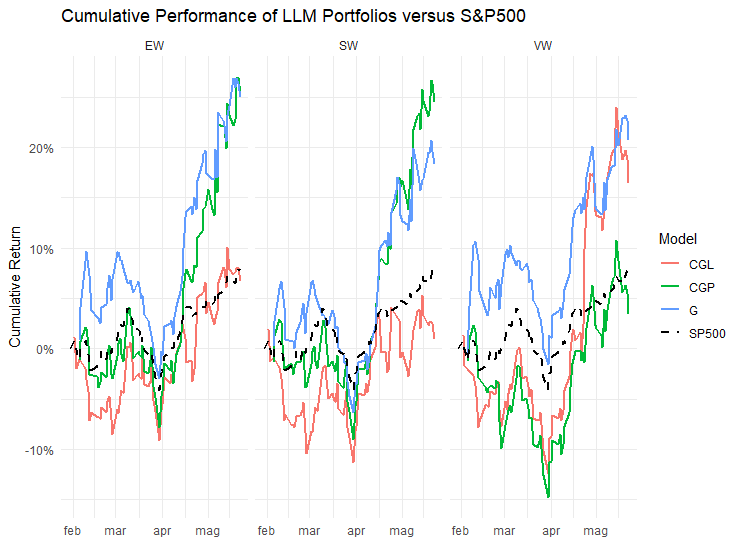 Cumulative Performance of LLM Portfolios versus S&P500
EW
SW
VW
Cumulative Return
20%
10%
0%
-10%
feb mar apr mag
feb mar apr mag
feb mar apr mag
Model
CGL
CGP
G
SP500